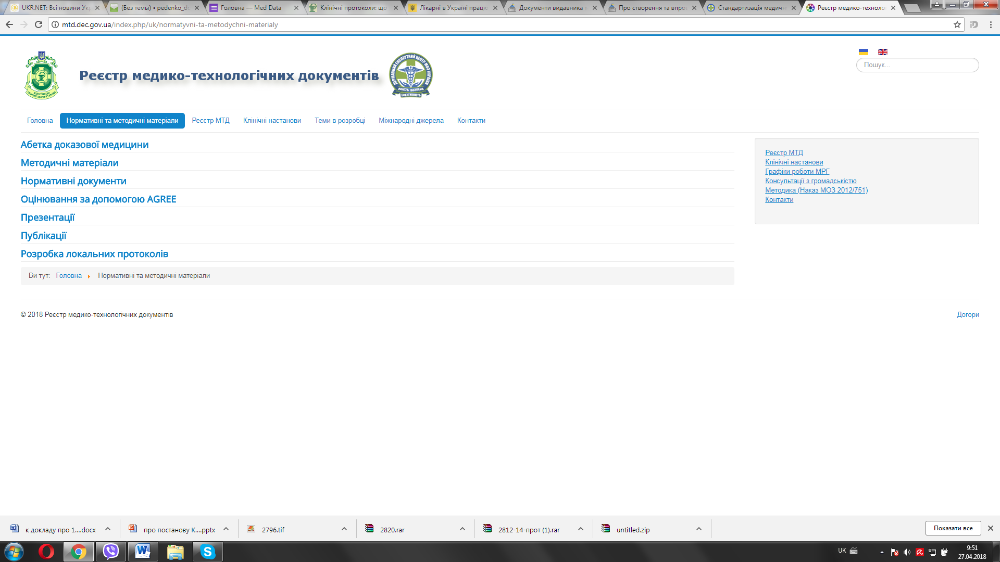 UKR.NET: Всі новини Укр
(Без темы) • pedenko_do
Головна — Med Data
Клінічні протоколи: що
Лікарні в Україні працю
Документи видавника т
Про створення та впров
Стандартизація медичн
Реєстр медико-технолог
mtd.dec.gov.ua/index.php/uk/normatyvni-ta-metodychni-materialy
Реєстр медико-технологічних документів
Пошук...
Головна
Нормативні та методичні матеріали
Реєстр МТД
Клінічні настанови
Теми в розробці
Міжнародні джерела
Контакти
Абетка доказової медицини
Методичні матеріали
Нормативні документи
Оцінювання за допомогою AGREE
Презентації
Публікації
Розробка локальних протоколів
Реєстр МТД
Клінічні настанови
Графіки роботи МРГ
Консультації з громадськістю
Методика (Наказ МОЗ 2012/751)
Контакти
Ви тут: Головна Нормативні та методичні матеріали
© 2018 Реєстр медико-технологічних документів
Догори
к докладу про 1....docx
про постанову К....pptx
2796.tif
2820.rar
2812-14-прот (1).rar
untitled.zip
Показати все
UK
9:51
27.04.2018